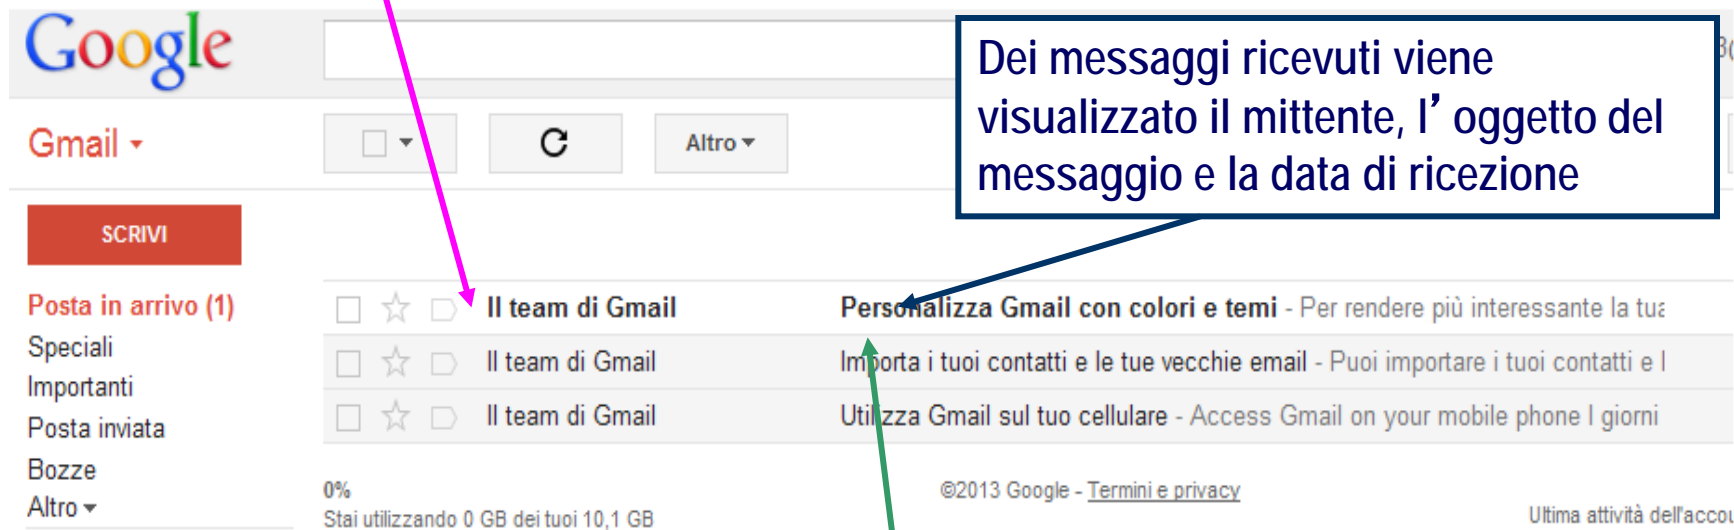 Google
Dei messaggi ricevuti viene
visualizzato il mittente, l’ oggetto del
messaggio e la data di ricezione
Gmail
Altro
SCRIVI
Posta in arrivo (1)
Il team di Gmail Personalizza Gmail con colori e temi - Per rendere più interessante la tua
Speciali
Il team di Gmail Importa i tuoi contatti e le tue vecchie email - Puoi importare i tuoi contatti e l
Importanti
Il team di Gmail Utilizza Gmail sul tuo cellulare - Access Gmail on your mobile phone I giorni
Posta inviata
Bozze
Altro
0%
Stai utilizzando 0 GB dei tuoi 10,1 GB
©2013 Google - Termini e privacy
Ultima attività dell'accou